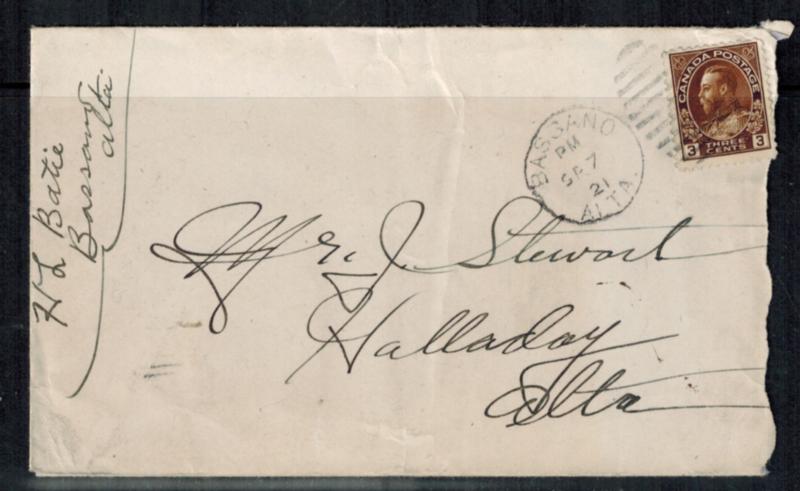 H L Batie
Bassano
Alta.
BASSANO
PM
SP 7
21
ALTA.
CANADA POSTAGE
3 THREE CENTS 3
Mr. J. Stewart
Halladay
Alta